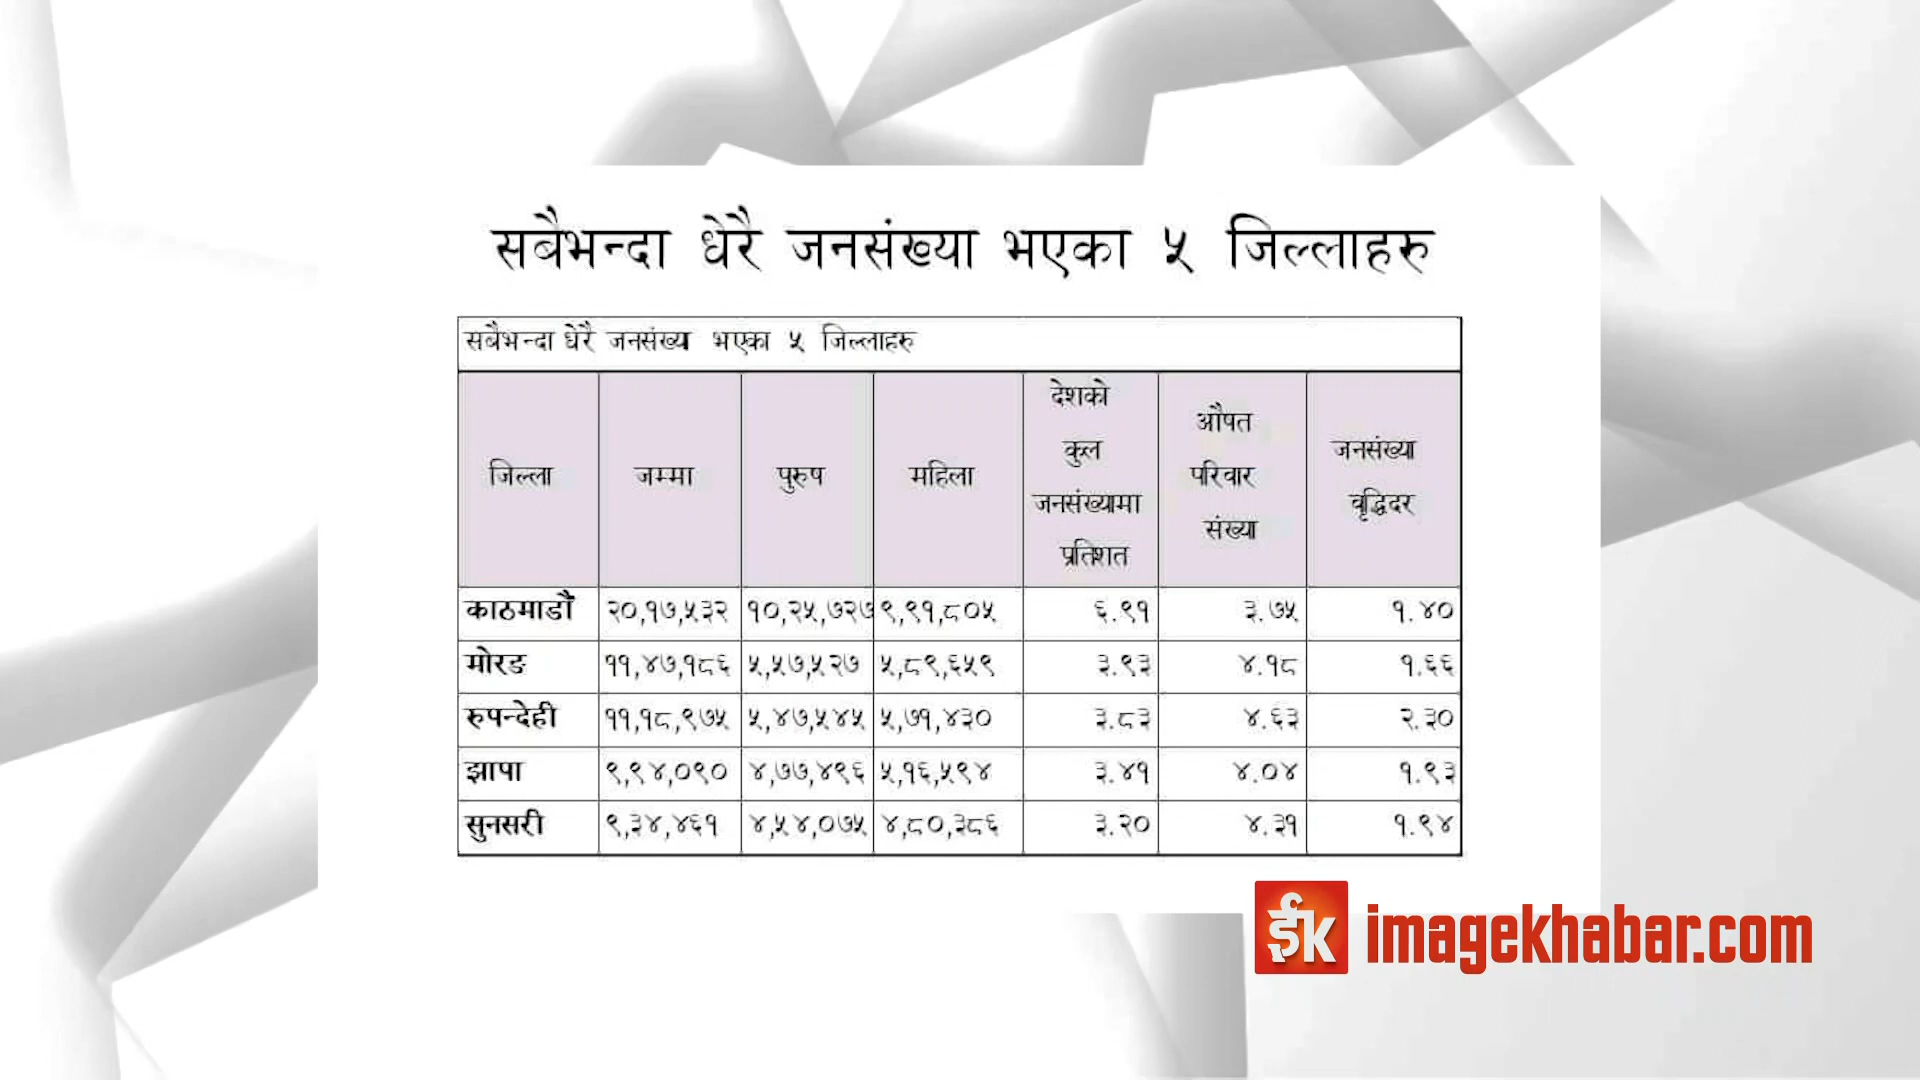 सबैभन्दा धेरै जनसंख्या भएका ५ जिल्लाहरु
सबैभन्दा धेरै जनसंख्या भएका ५ जिल्लाहरु
जिल्ला जम्मा पुरुष महिला देशको कुल जनसंख्यामा प्रतिशत औषत परिवार संख्या जनसंख्या वृद्धिदर
काठमाडौं २०,१७,५३२ १०,२५,७२७ ९,९१,८०५ ६.९१ ३.७५ १.४०
मोरङ ११,४७,१८६ ५,५७,५२७ ५,८९,६५९ ३.९३ ४.१८ १.६६
रुपन्देही ११,१८,९७५ ५,४७,५४५ ५,७१,४३० ३.८३ ४.६३ २.३०
झापा ९,९४,०९० ४,७७,४९६ ५,१६,५९४ ३.४१ ४.०४ १.९३
सुनसरी ९,३४,४६१ ४,५४,०७५ ४,८०,३८६ ३.२० ४.३१ १.९४
ईk imagekhabar.com